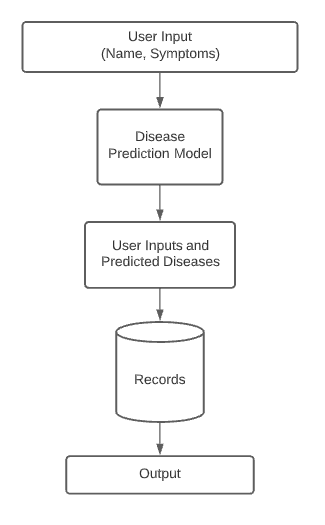 User Input
(Name, Symptoms)
Disease
Prediction Model
User Inputs and
Predicted Diseases
Records
Output